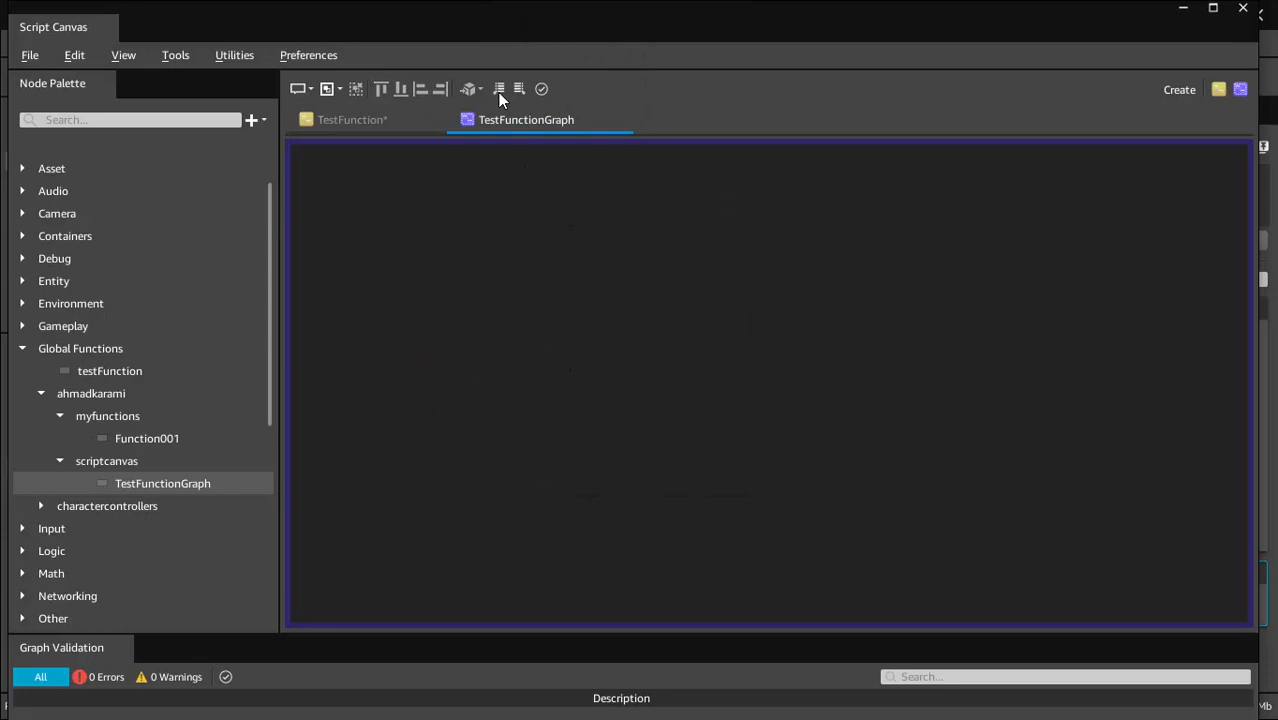 Script Canvas
File Edit View Tools Utilities Preferences
Node Palette
Create
Search...
TestFunction*
TestFunctionGraph
Asset
Audio
Camera
Containers
Debug
Entity
Environment
Gameplay
Global Functions
testFunction
ahmadkarami
myfunctions
Function001
scriptcanvas
TestFunctionGraph
charactercontrollers
Input
Logic
Math
Networking
Other
Graph Validation
All 0 Errors 0 Warnings Search...
Description
Mb